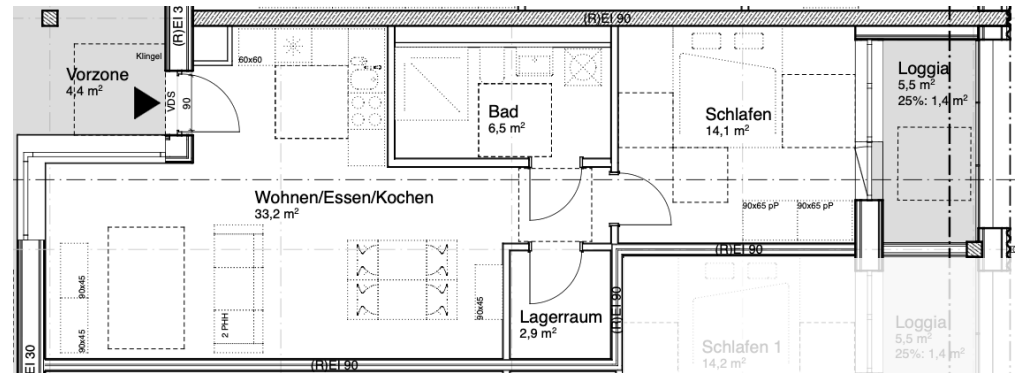 (R)EI 90
(R)EI 3
Klingel
Vorzone
4,4 m²
VDS
90
60x60
Bad
6,5 m²
Schlafen
14,1 m²
Loggia
5,5 m²
25%: 1,4 m²
Wohnen/Essen/Kochen
33,2 m²
90x65 pP
90x65 pP
(R)EI 90
90x45
90x45
2 PHH
90x45
Lagerraum
2,9 m²
(R)EI 90
EI 30
(R)EI 90
Schlafen 1
14,2 m²
Loggia
5,5 m²
25%: 1,4 m²